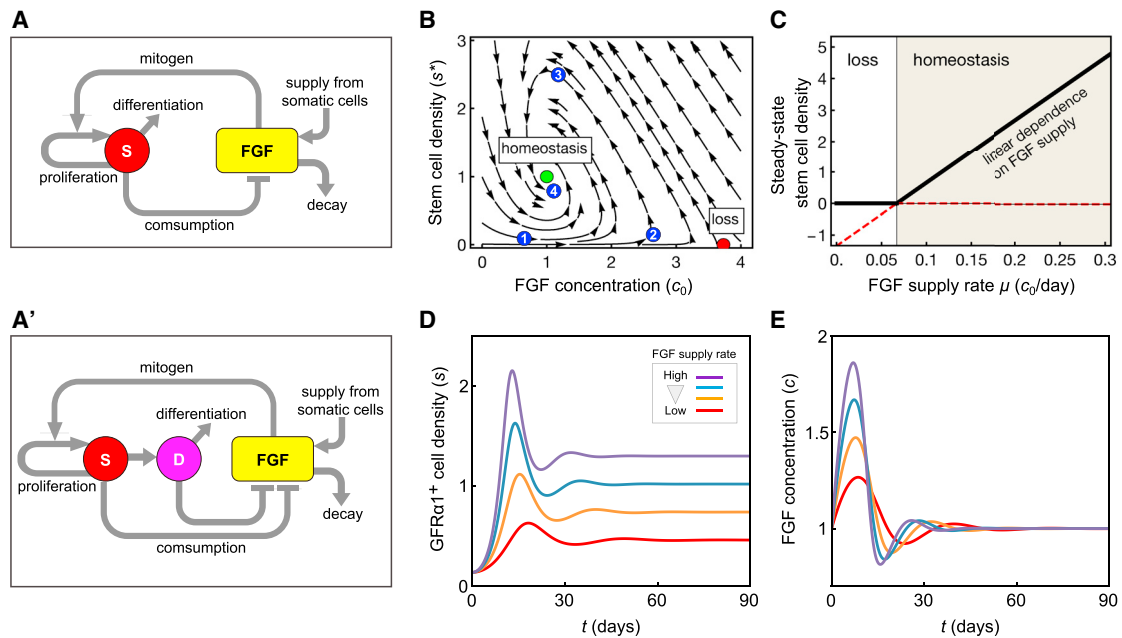 A
mitogen
differentiation
supply from
somatic cells
S
FGF
proliferation
decay
comsumption
B
Stem cell density (s*)
3
2
1
0
3
homeostasis
4
loss
1
2
0
1
2
3
4
FGF concentration (c0)
C
loss
homeostasis
Steady-state
stem cell density
5
4
3
2
1
0
−1
linear dependence
on FGF supply
0.
0.05
0.1
0.15
0.2
0.25
0.3
FGF supply rate μ (c0/day)
A'
mitogen
differentiation
supply from
somatic cells
S
D
FGF
proliferation
decay
comsumption
D
GFRα1+ cell density (s)
2
1
0
FGF supply rate
High
Low
0
30
60
90
t (days)
E
FGF concentration (c)
2
1.5
1
0
30
60
90
t (days)